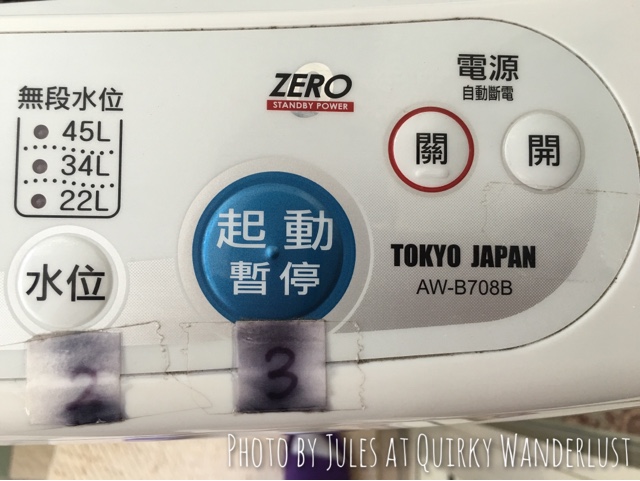 ZERO
STANDBY POWER
電源
自動斷電
無段水位
45L
34L
22L
關
開
起動
暫停
水位
TOKYO JAPAN
AW-B708B
2
3
PHOTO BY JULES AT QUIRKY WANDERLUST